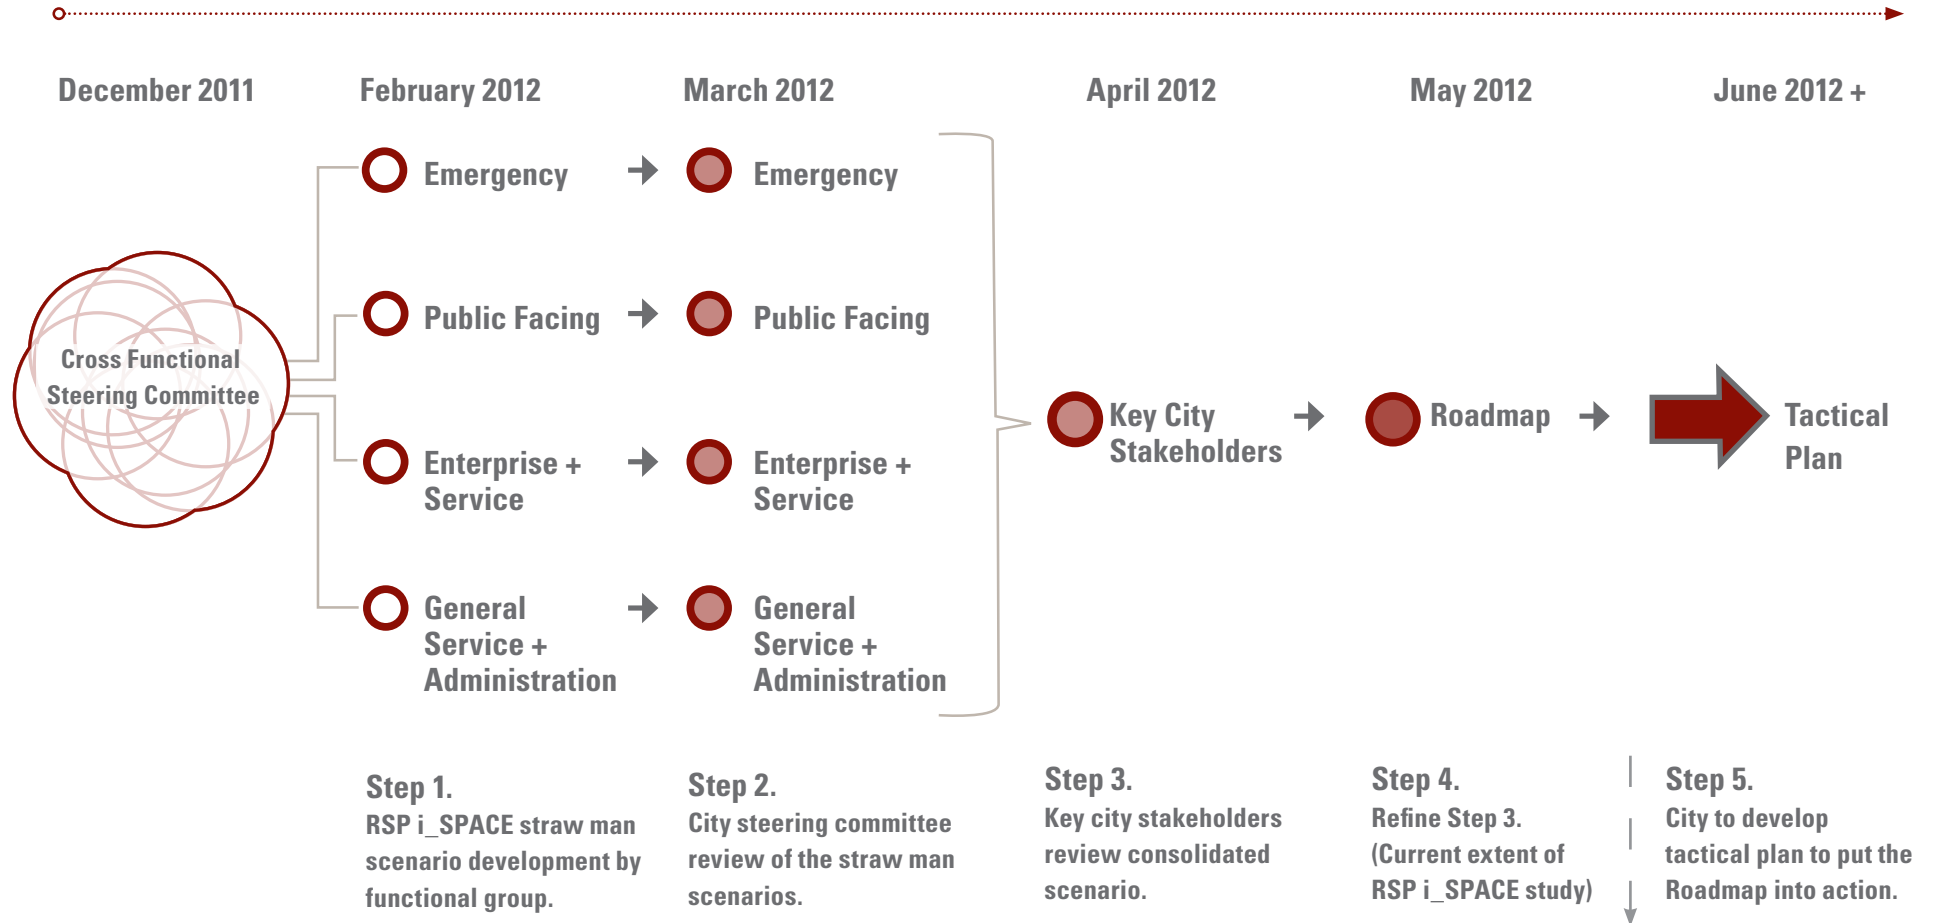 December 2011
February 2012
March 2012
April 2012
May 2012
June 2012 +
Cross Functional
Steering Committee
Emergency
Emergency
Public Facing
Public Facing
Enterprise +
Service
Enterprise +
Service
General
Service +
Administration
General
Service +
Administration
Key City
Stakeholders
Roadmap
Tactical
Plan
Step 1.
RSP i_SPACE straw man
scenario development by
functional group.
Step 2.
City steering committee
review of the straw man
scenarios.
Step 3.
Key city stakeholders
review consolidated
scenario.
Step 4.
Refine Step 3.
(Current extent of
RSP i_SPACE study)
Step 5.
City to develop
tactical plan to put the
Roadmap into action.